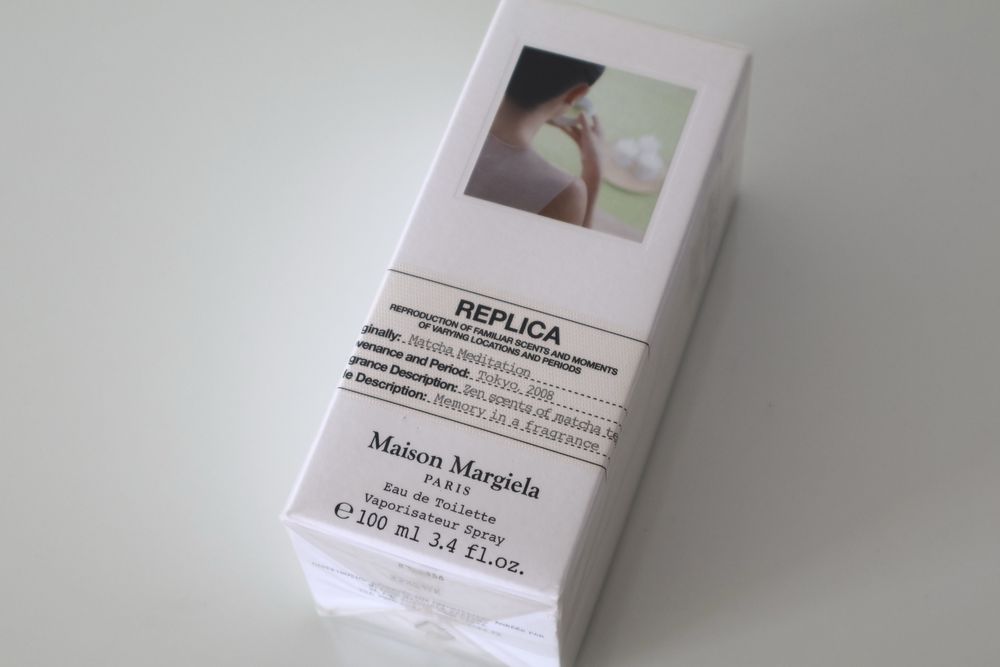 REPLICA
REPRODUCTION OF FAMILIAR SCENTS AND MOMENTS
OF VARYING LOCATIONS AND PERIODS
ginally: Matcha Meditation
venance and Period: Tokyo, 2008
grance Description: Zen scents of matcha te
le Description: Memory in a fragrance
Maison Margiela
PARIS
Eau de Toilette
Vaporisateur Spray
℮ 100 ml 3.4 fl.oz.